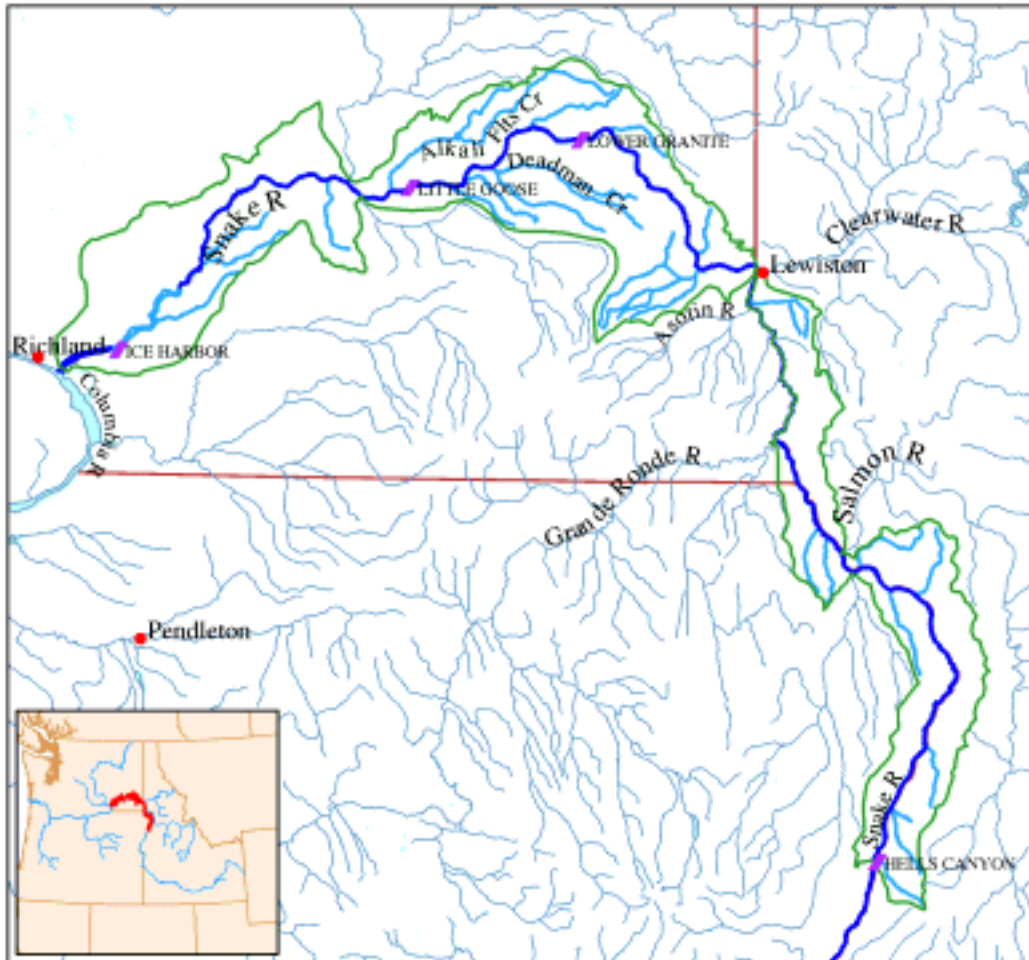 Alkali Flts Cr
LOWER GRANITE
Deadman Cr
LITTLE GOOSE
Snake R
Clearwater R
Lewiston
Asotin R
Richland
ICE HARBOR
Columbia R
Salmon R
Grande Ronde R
Pendleton
Snake R
HELLS CANYON